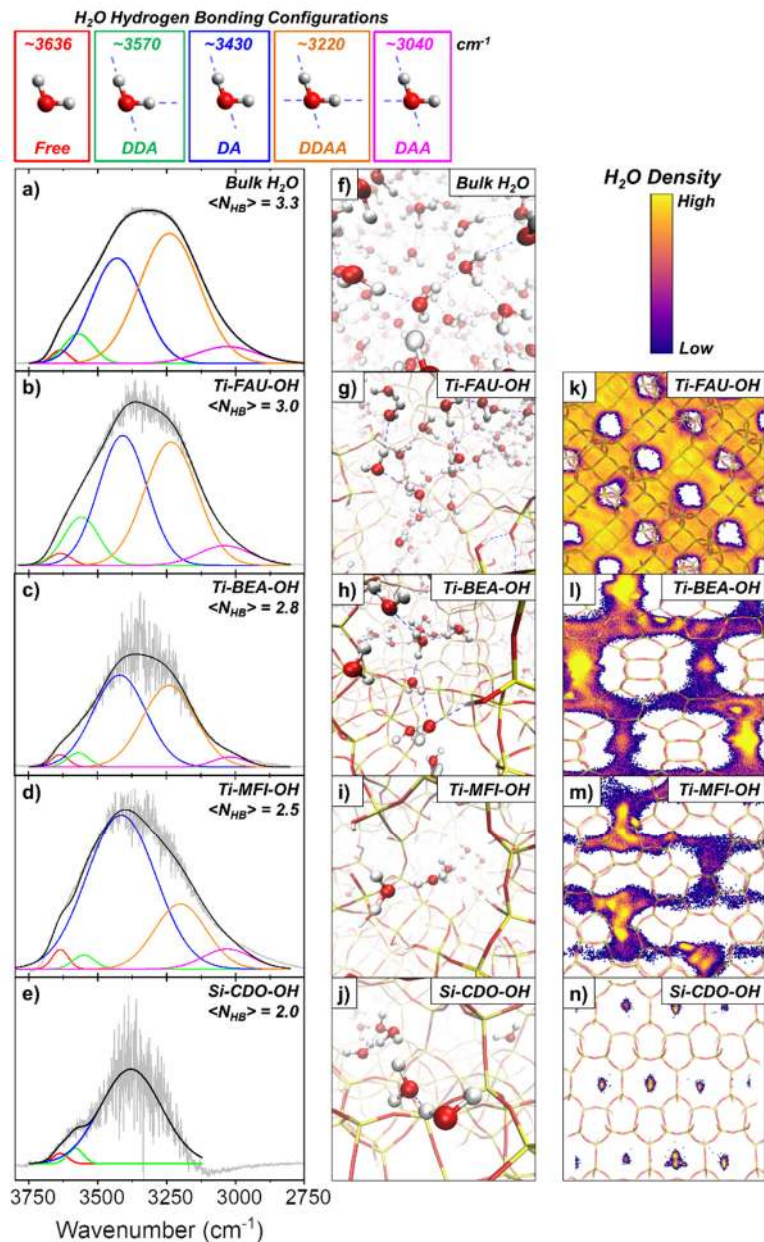 H₂O Hydrogen Bonding Configurations
~3636 ~3570 ~3430 ~3220 ~3040 cm⁻¹
Free DDA DA DDAA DAA
H₂O Density
High
Low
a) Bulk H₂O
<N_HB> = 3.3
f) Bulk H₂O
b) Ti-FAU-OH
<N_HB> = 3.0
g) Ti-FAU-OH
k) Ti-FAU-OH
c) Ti-BEA-OH
<N_HB> = 2.8
h) Ti-BEA-OH
l) Ti-BEA-OH
d) Ti-MFI-OH
<N_HB> = 2.5
i) Ti-MFI-OH
m) Ti-MFI-OH
e) Si-CDO-OH
<N_HB> = 2.0
j) Si-CDO-OH
n) Si-CDO-OH
3750 3500 3250 3000 2750
Wavenumber (cm⁻¹)